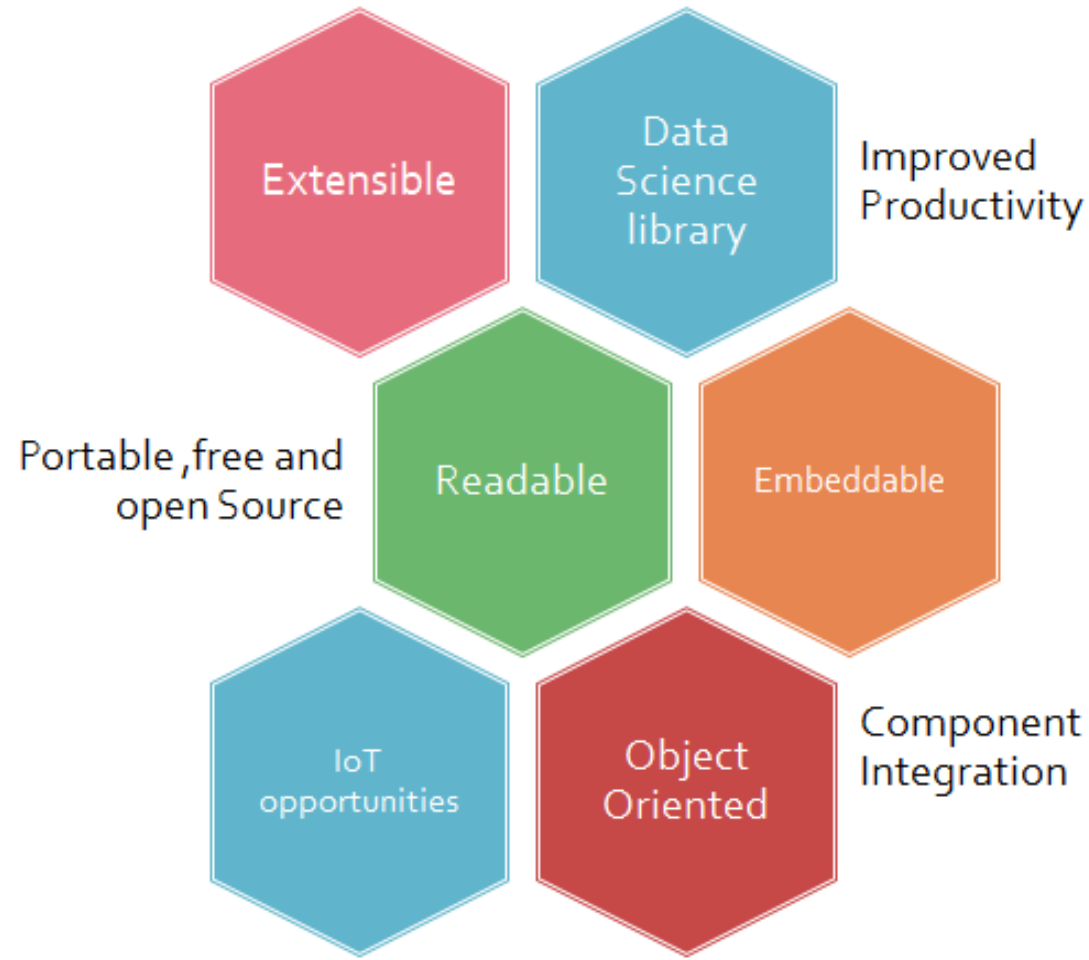 Extensible
Data
Science
library
Improved
Productivity
Portable ,free and
open Source
Readable
Embeddable
IoT
opportunities
Object
Oriented
Component
Integration